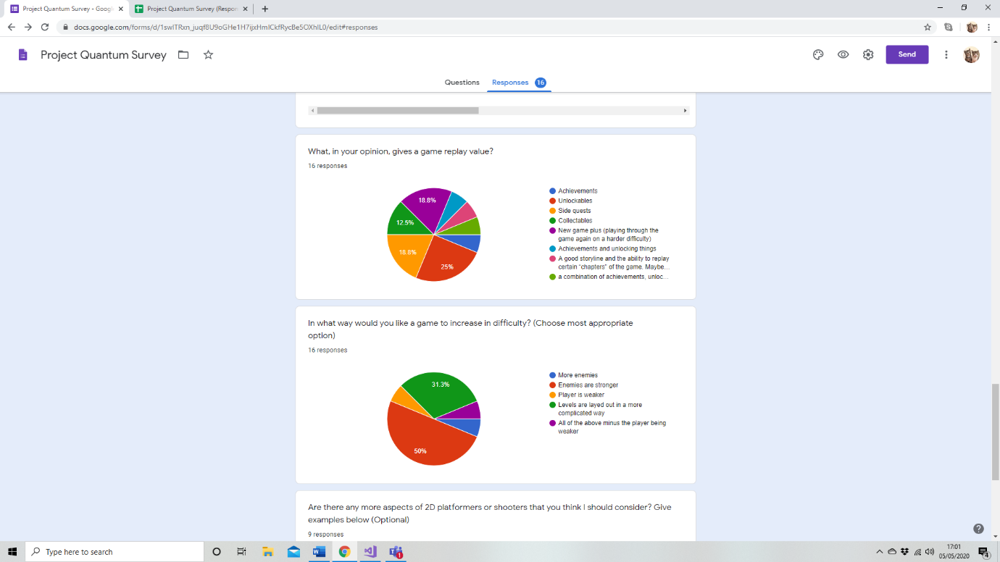 Project Quantum Survey - Googl
Project Quantum Survey (Respon
docs.google.com/forms/d/1swlTRxn_juqf8U9oGHe1H7ijxHmICkfRycBe5OXhIL0/edit#responses
Project Quantum Survey
Send
Questions
Responses 16
What, in your opinion, gives a game replay value?
16 responses
18.8%
12.5%
18.8%
25%
Achievements
Unlockables
Side quests
Collectables
New game plus (playing through the
game again on a harder difficulty)
Achievements and unlocking things
A good storyline and the ability to replay
certain "chapters" of the game. Maybe…
a combination of achievements, unloc…
In what way would you like a game to increase in difficulty? (Choose most appropriate
option)
16 responses
31.3%
50%
More enemies
Enemies are stronger
Player is weaker
Levels are layed out in a more
complicated way
All of the above minus the player being
weaker
Are there any more aspects of 2D platformers or shooters that you think I should consider? Give
examples below (Optional)
9 responses
Type here to search
17:01
05/05/2020
4